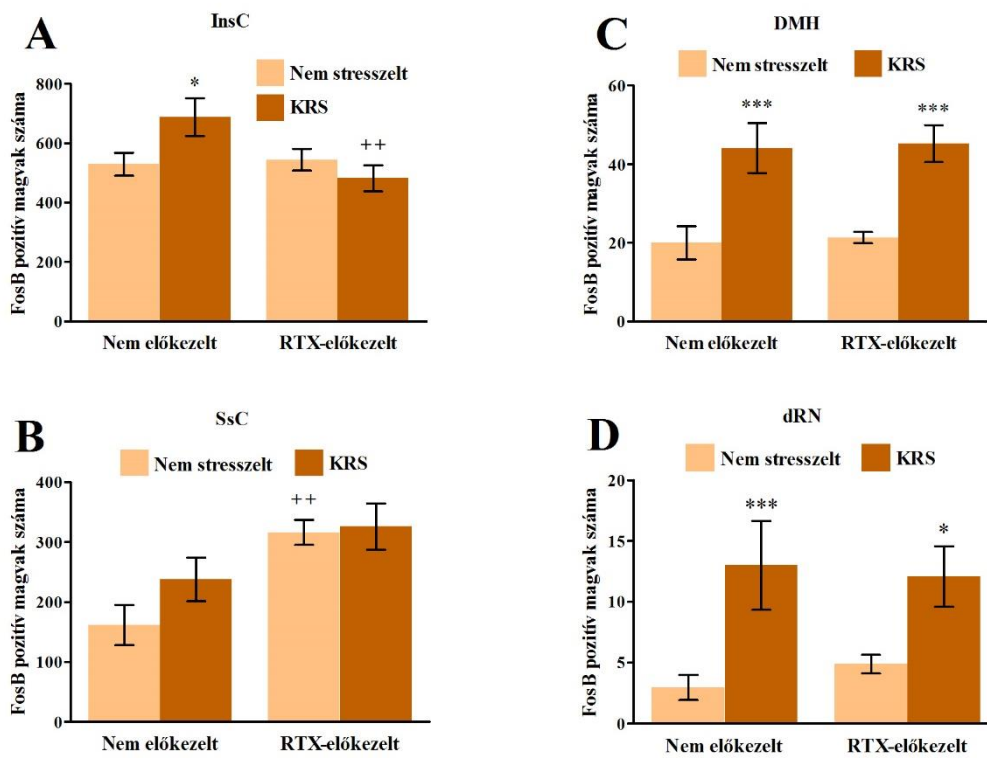 A
InsC
Nem stresszelt
KRS
FosB pozitív magvak száma
800
600
400
200
0
*
++
Nem előkezelt
RTX-előkezelt
B
SsC
Nem stresszelt
KRS
FosB pozitív magvak száma
400
300
200
100
0
++
Nem előkezelt
RTX-előkezelt
C
DMH
Nem stresszelt
KRS
FosB pozitív magvak száma
60
40
20
0
***
***
Nem előkezelt
RTX-előkezelt
D
dRN
Nem stresszelt
KRS
FosB pozitív magvak száma
20
15
10
5
0
***
*
Nem előkezelt
RTX-előkezelt